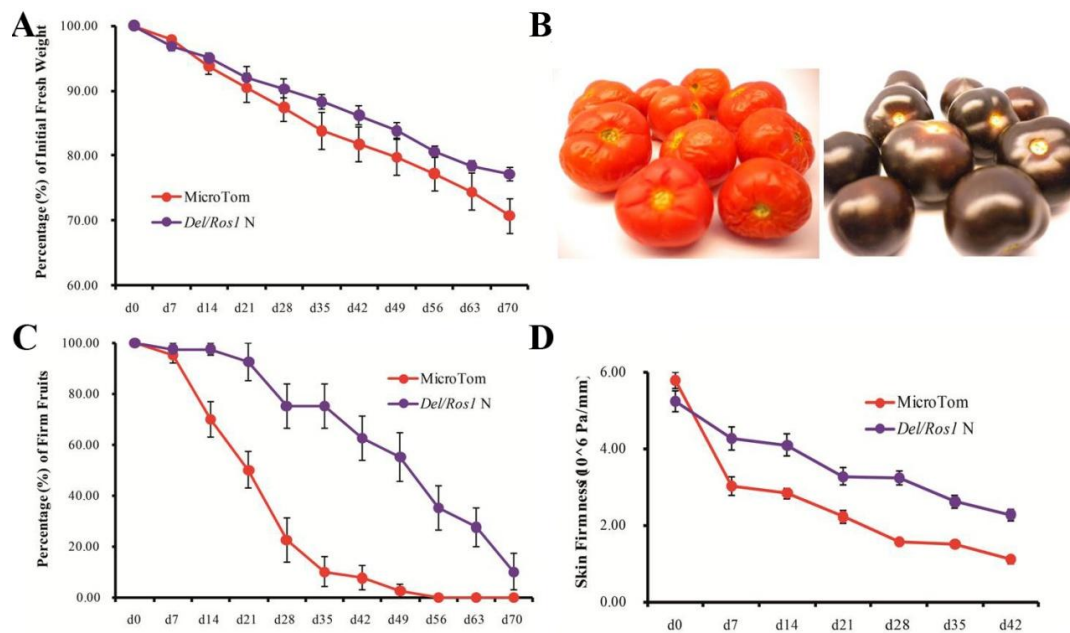 A
Percentage (%) of Initial Fresh Weight
100.00
90.00
80.00
70.00
60.00
MicroTom
Del/Ros1 N
d0 d7 d14 d21 d28 d35 d42 d49 d56 d63 d70
B
C
Percentage (%) of Firm Fruits
100.00
80.00
60.00
40.00
20.00
0.00
MicroTom
Del/Ros1 N
d0 d7 d14 d21 d28 d35 d42 d49 d56 d63 d70
D
Skin Firmness (10^6 Pa/mm)
6.00
4.00
2.00
0.00
MicroTom
Del/Ros1 N
d0 d7 d14 d21 d28 d35 d42